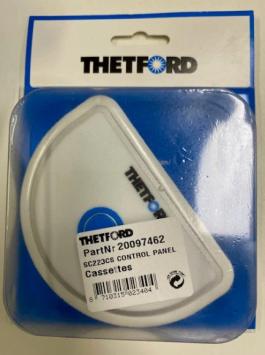 THETFORD
THETFORD
THETFORD
PartNr 20097462
SC223CS CONTROL PANEL
Cassettes
8 710315 023404